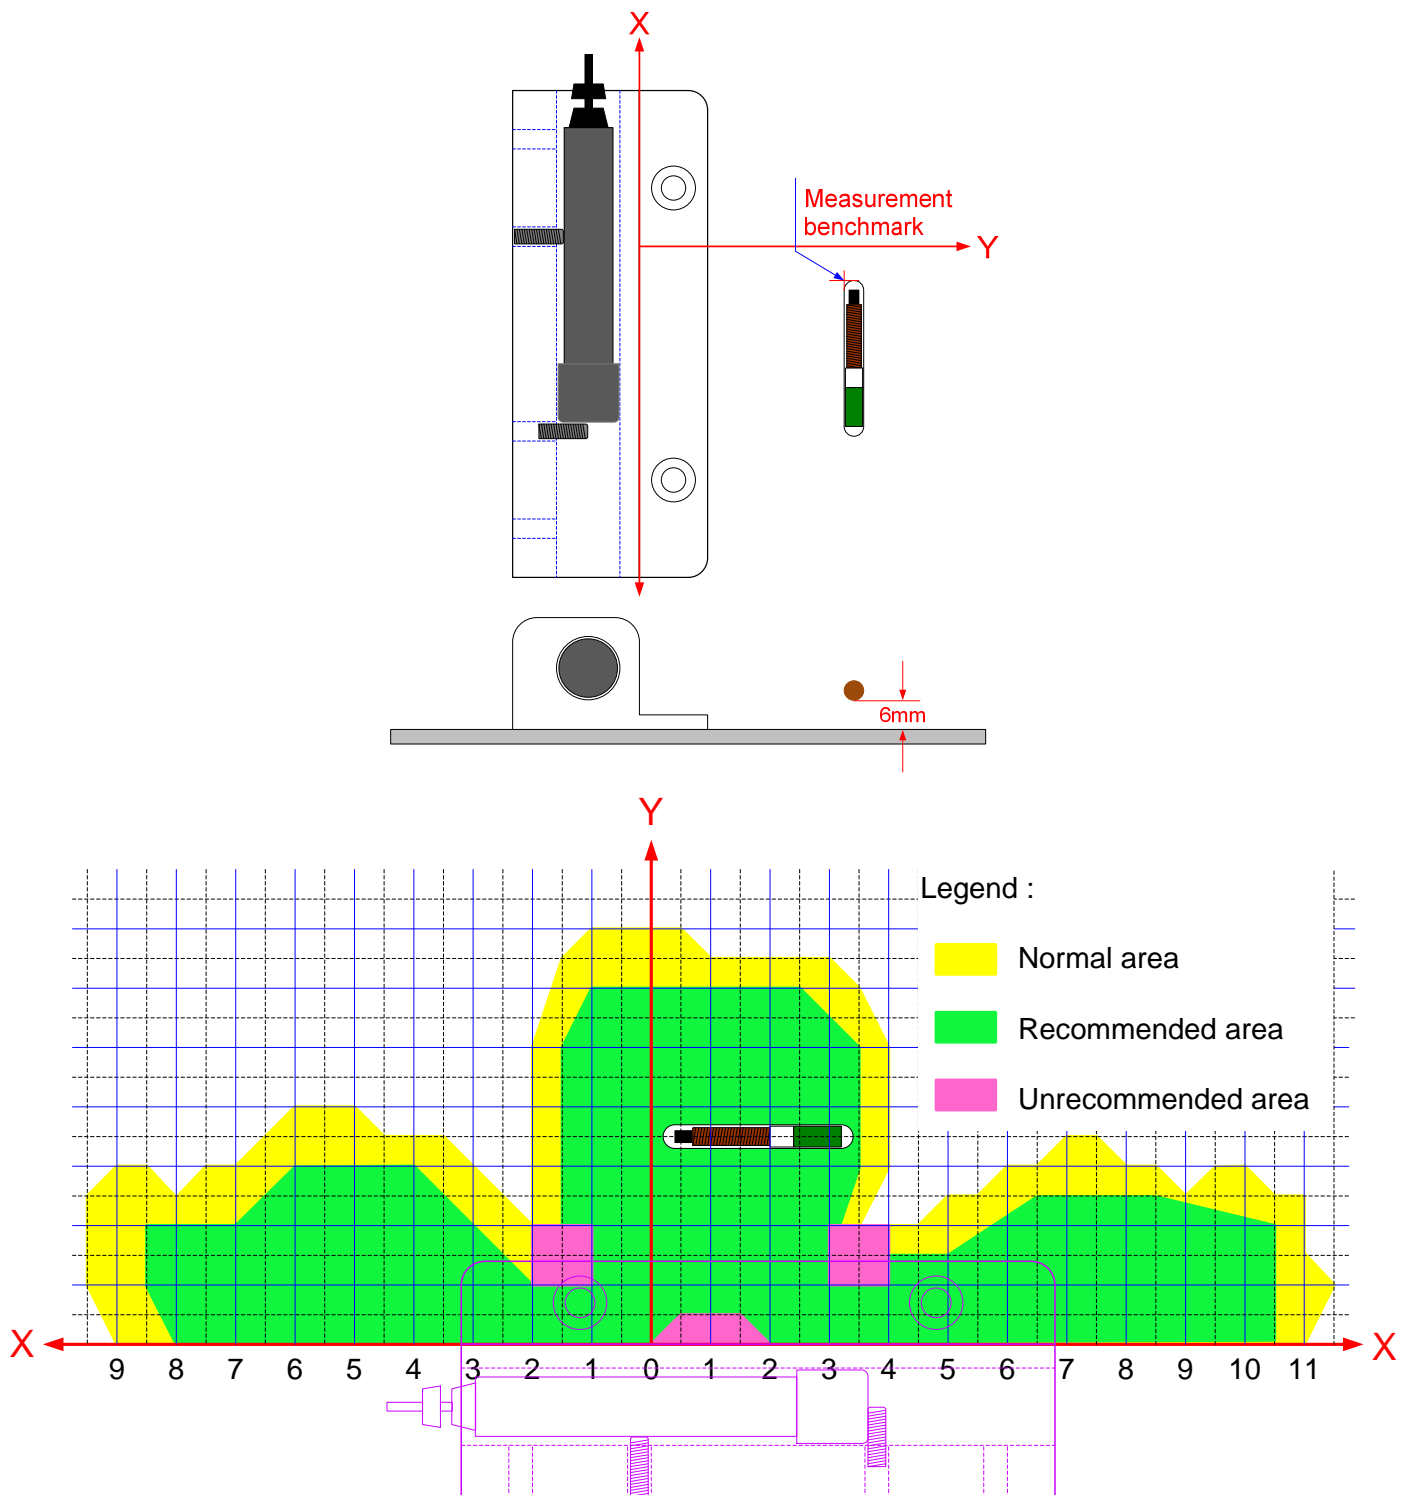 X
Measurement
benchmark
Y
6mm
Y
Legend :
Normal area
Recommended area
Unrecommended area
X
X
9 8 7 6 5 4 3 2 1 0 1 2 3 4 5 6 7 8 9 10 11